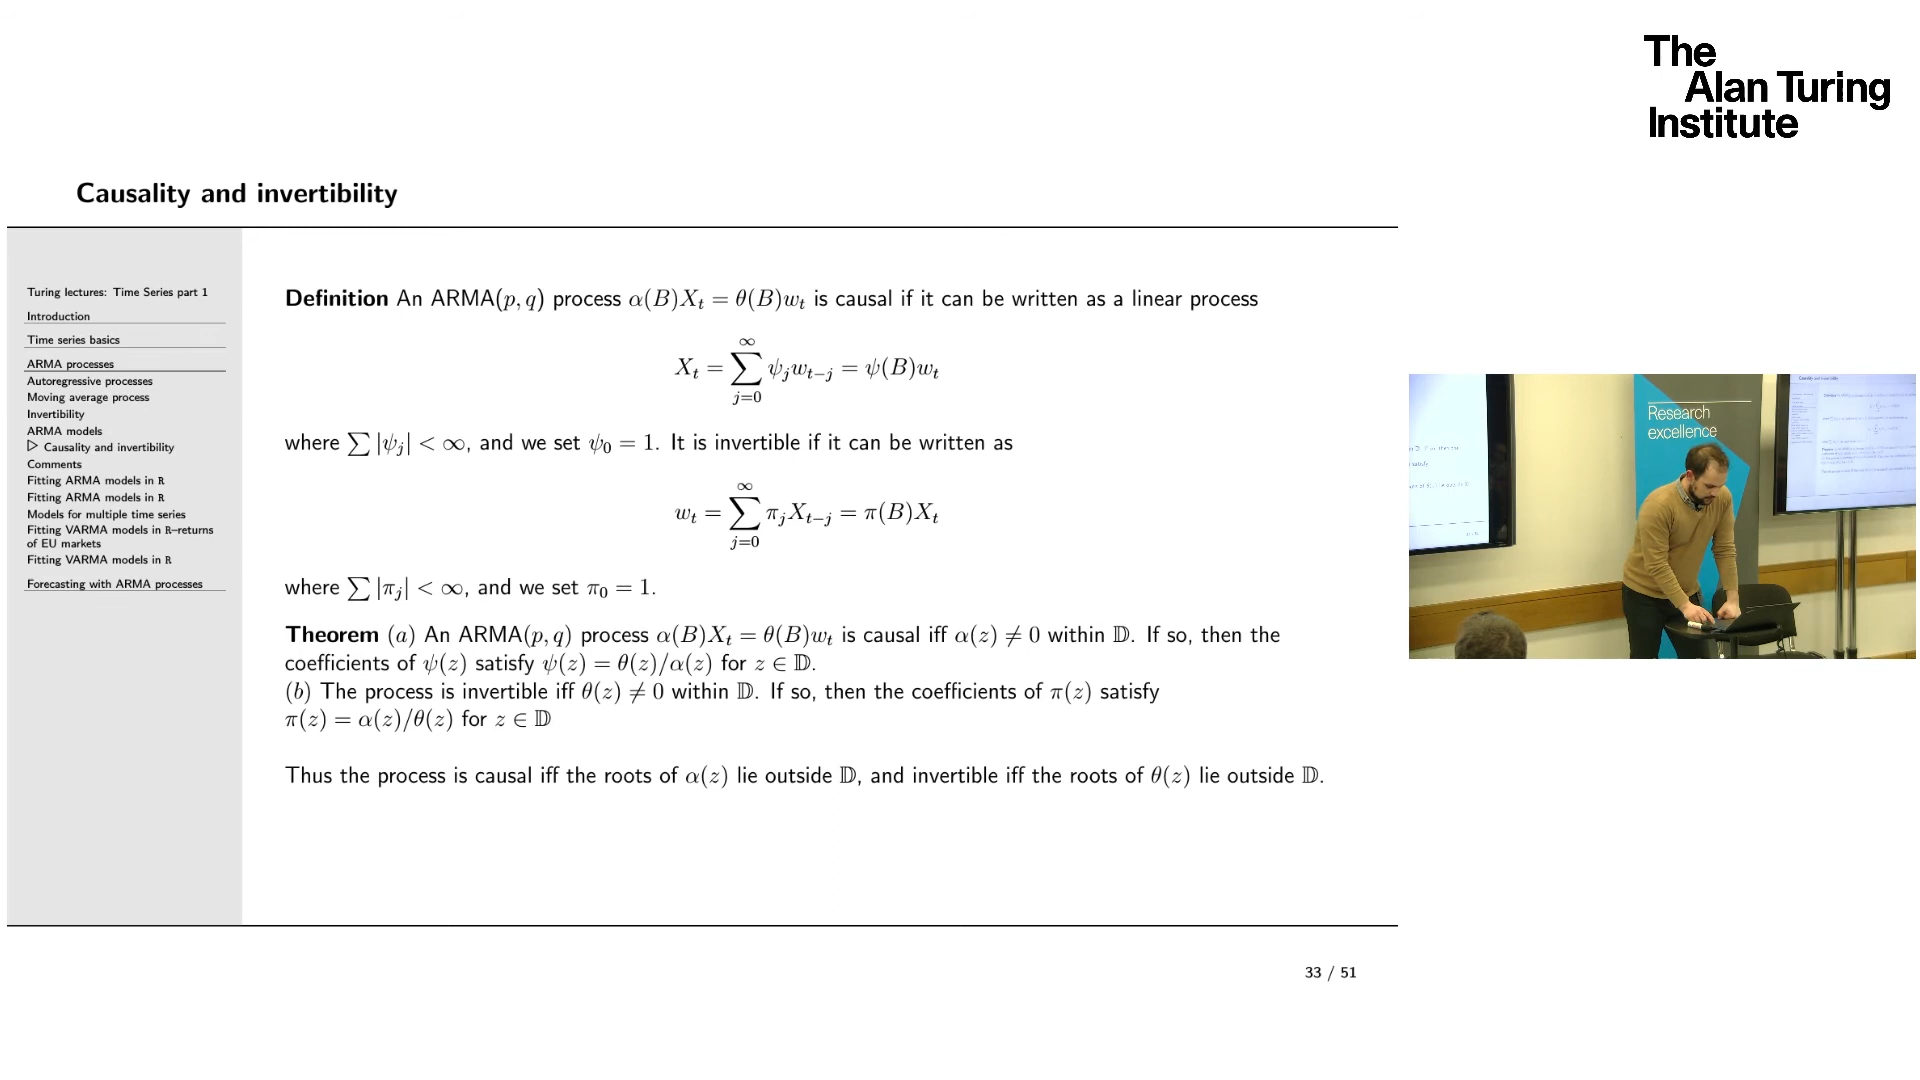 The
Alan Turing
Institute
Causality and invertibility
Turing lectures: Time Series part 1
Introduction
Time series basics
ARMA processes
Autoregressive processes
Moving average process
Invertibility
ARMA models
▷ Causality and invertibility
Comments
Fitting ARMA models in R
Fitting ARMA models in R
Models for multiple time series
Fitting VARMA models in R–returns
of EU markets
Fitting VARMA models in R
Forecasting with ARMA processes
Definition An ARMA(p, q) process α(B)X_t = θ(B)w_t is causal if it can be written as a linear process
X_t = ∑_{j=0}^{∞} ψ_j w_{t−j} = ψ(B)w_t
where ∑ |ψ_j| < ∞, and we set ψ_0 = 1. It is invertible if it can be written as
w_t = ∑_{j=0}^{∞} π_j X_{t−j} = π(B)X_t
where ∑ |π_j| < ∞, and we set π_0 = 1.
Theorem (a) An ARMA(p, q) process α(B)X_t = θ(B)w_t is causal iff α(z) ≠ 0 within 𝔻. If so, then the
coefficients of ψ(z) satisfy ψ(z) = θ(z)/α(z) for z ∈ 𝔻.
(b) The process is invertible iff θ(z) ≠ 0 within 𝔻. If so, then the coefficients of π(z) satisfy
π(z) = α(z)/θ(z) for z ∈ 𝔻
Thus the process is causal iff the roots of α(z) lie outside 𝔻, and invertible iff the roots of θ(z) lie outside 𝔻.
33 / 51
Research
excellence
Causality and invertibility